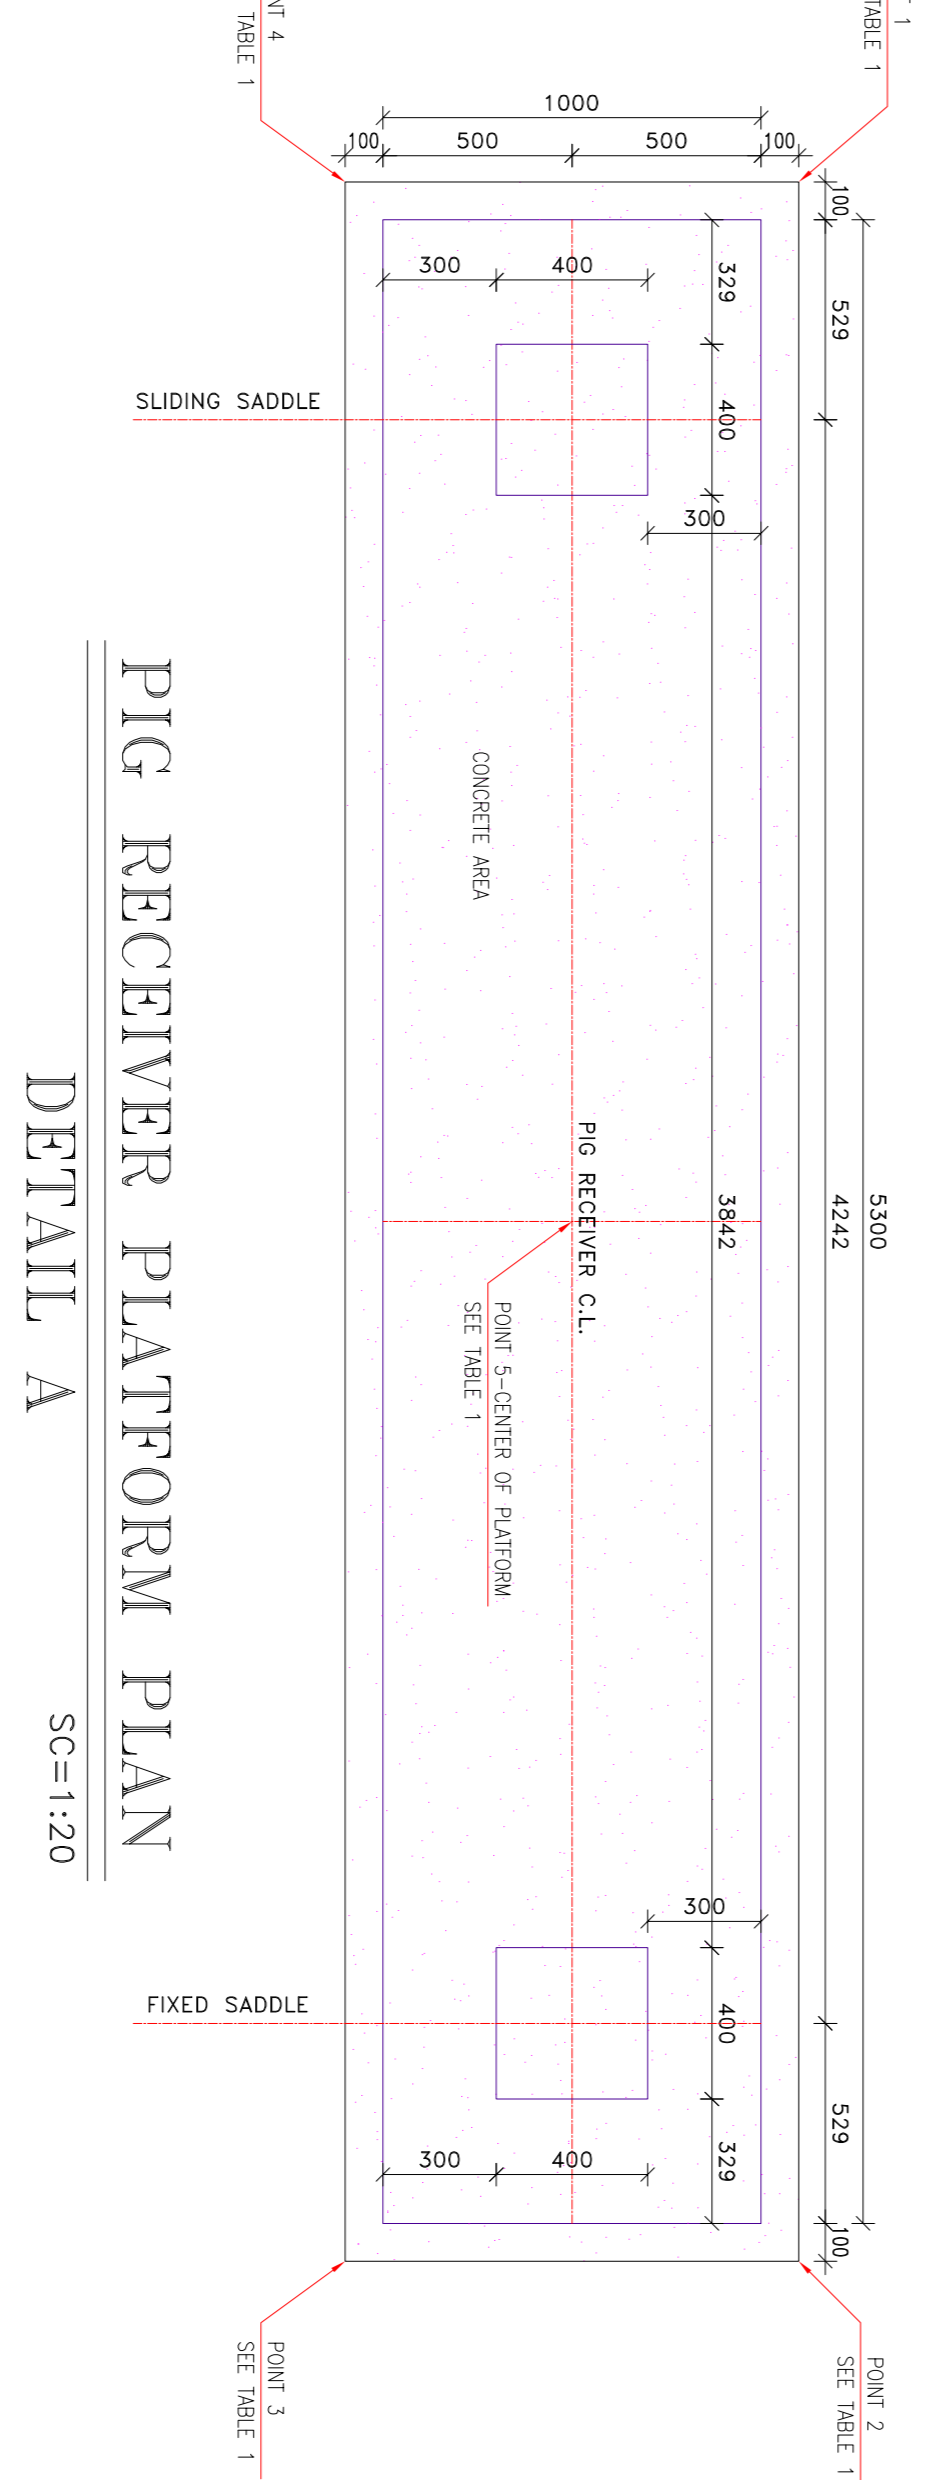 T 1
TABLE 1
NT 4
TABLE 1
1000
100
500
500
100
100
529
5300
4242
529
100
300
400
329
400
300
3842
SLIDING SADDLE
CONCRETE AREA
PIG RECEIVER C.L.
POINT 5-CENTER OF PLATFORM
SEE TABLE 1
300
400
329
300
400
FIXED SADDLE
POINT 2
SEE TABLE 1
POINT 3
SEE TABLE 1
PIG RECEIVER PLATFORM PLAN
DETAIL A
SC=1:20